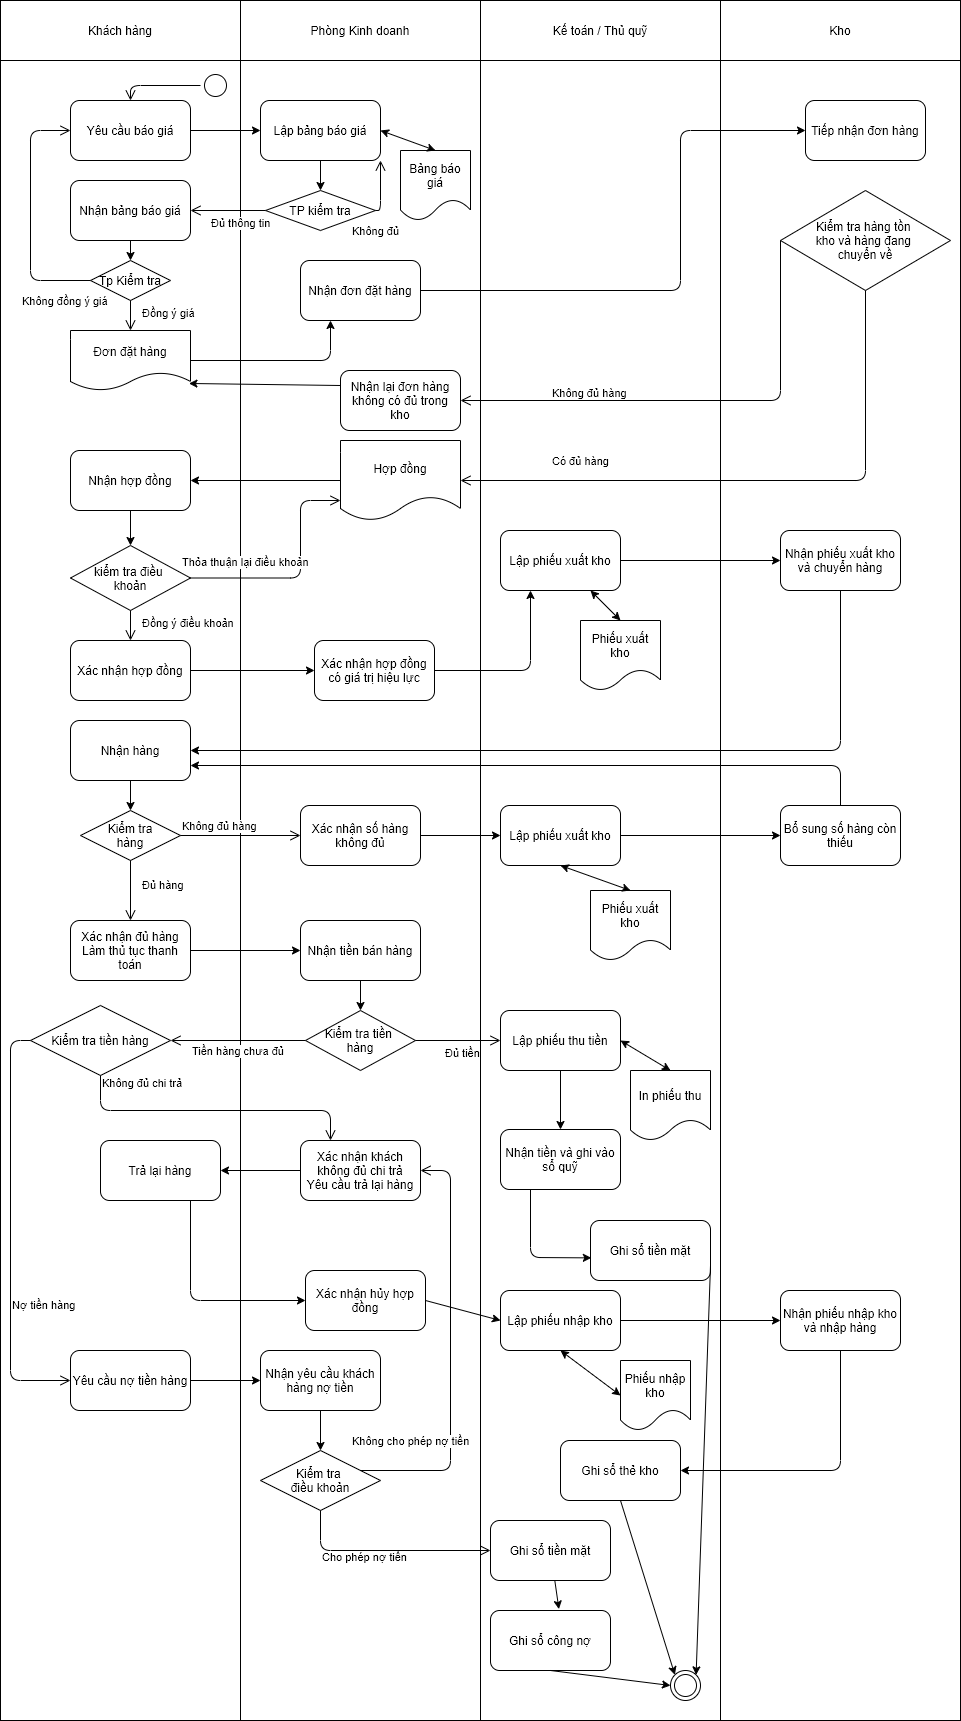 Khách hàng
Phòng Kinh doanh
Kế toán / Thủ quỹ
Kho
Yêu cầu báo giá
Lập bảng báo giá
Bảng báo
giá
Tiếp nhận đơn hàng
Nhận bảng báo giá
Đủ thông tin
TP kiểm tra
Không đủ
Kiểm tra hàng tồn
kho và hàng đang
chuyển về
Tp Kiểm tra
Không đồng ý giá
Đồng ý giá
Nhận đơn đặt hàng
Đơn đặt hàng
Nhận lại đơn hàng
không có đủ trong
kho
Không đủ hàng
Hợp đồng
Có đủ hàng
Nhận hợp đồng
kiểm tra điều
khoản
Thỏa thuận lại điều khoản
Đồng ý điều khoản
Lập phiếu xuất kho
Nhận phiếu xuất kho
và chuyển hàng
Phiếu xuất
kho
Xác nhận hợp đồng
Xác nhận hợp đồng
có giá trị hiệu lực
Nhận hàng
Kiểm tra
hàng
Không đủ hàng
Xác nhận số hàng
không đủ
Lập phiếu xuất kho
Bổ sung số hàng còn
thiếu
Đủ hàng
Phiếu xuất
kho
Xác nhận đủ hàng
Làm thủ tục thanh
toán
Nhận tiền bán hàng
Kiểm tra tiền hàng
Tiền hàng chưa đủ
Kiểm tra tiền
hàng
Đủ tiền
Lập phiếu thu tiền
In phiếu thu
Không đủ chi trả
Xác nhận khách
không đủ chi trả
Yêu cầu trả lại hàng
Trả lại hàng
Nhận tiền và ghi vào
sổ quỹ
Ghi sổ tiền mặt
Xác nhận hủy hợp
đồng
Lập phiếu nhập kho
Nhận phiếu nhập kho
và nhập hàng
Nợ tiền hàng
Yêu cầu nợ tiền hàng
Nhận yêu cầu khách
hàng nợ tiền
Phiếu nhập
kho
Không cho phép nợ tiền
Kiểm tra
điều khoản
Ghi sổ thẻ kho
Cho phép nợ tiền
Ghi sổ tiền mặt
Ghi sổ công nợ